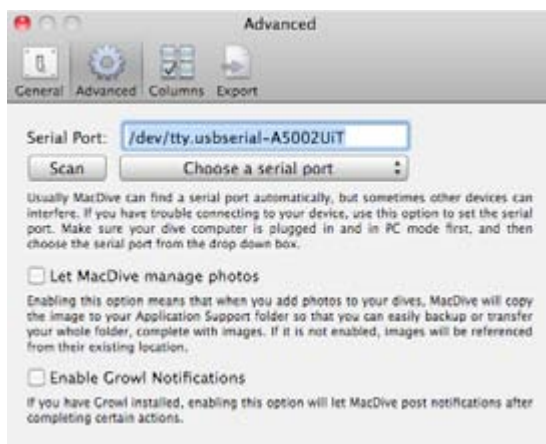 Advanced
General Advanced Columns Export
Serial Port: /dev/tty.usbserial-A5002UiT
Scan Choose a serial port
Usually MacDive can find a serial port automatically, but sometimes other devices can
interfere. If you have trouble connecting to your device, use this option to set the serial
port. Make sure your dive computer is plugged in and in PC mode first, and then
choose the serial port from the drop down box.
Let MacDive manage photos
Enabling this option means that when you add photos to your dives, MacDive will copy
the image to your Application Support folder so that you can easily backup or transfer
your whole folder, complete with images. If it is not enabled, images will be referenced
from their existing location.
Enable Growl Notifications
If you have Growl installed, enabling this option will let MacDive post notifications after
completing certain actions.